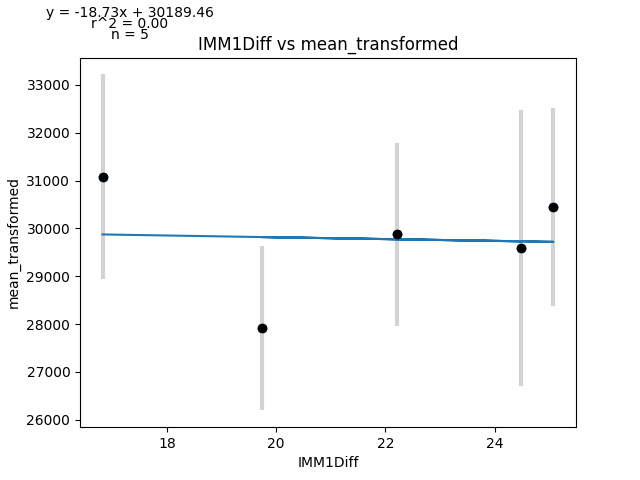 y = -18.73x + 30189.46
r^2 = 0.00
n = 5
IMM1Diff vs mean_transformed
33000
32000
31000
30000
29000
28000
27000
26000
mean_transformed
18
20
22
24
IMM1Diff